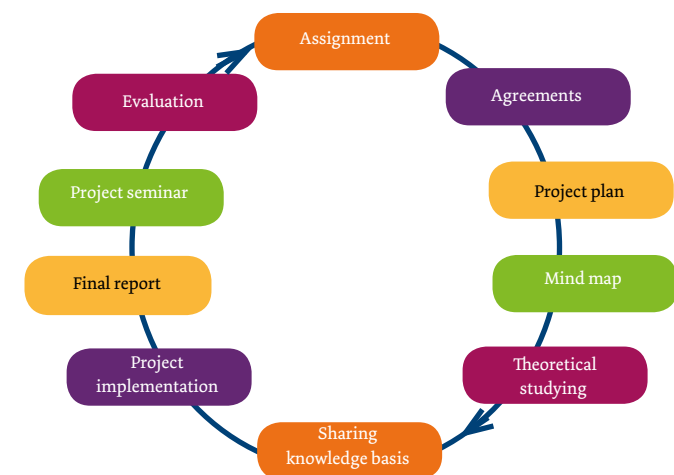 Assignment
Agreements
Project plan
Mind map
Theoretical
studying
Sharing
knowledge basis
Project
implementation
Final report
Project seminar
Evaluation